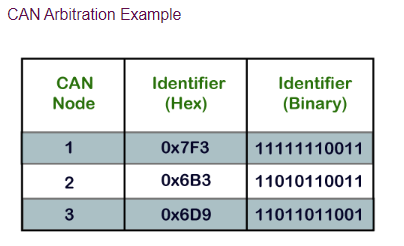 CAN Arbitration Example
CAN Identifier Identifier
Node (Hex) (Binary)
1 0x7F3 11111110011
2 0x6B3 11010110011
3 0x6D9 11011011001